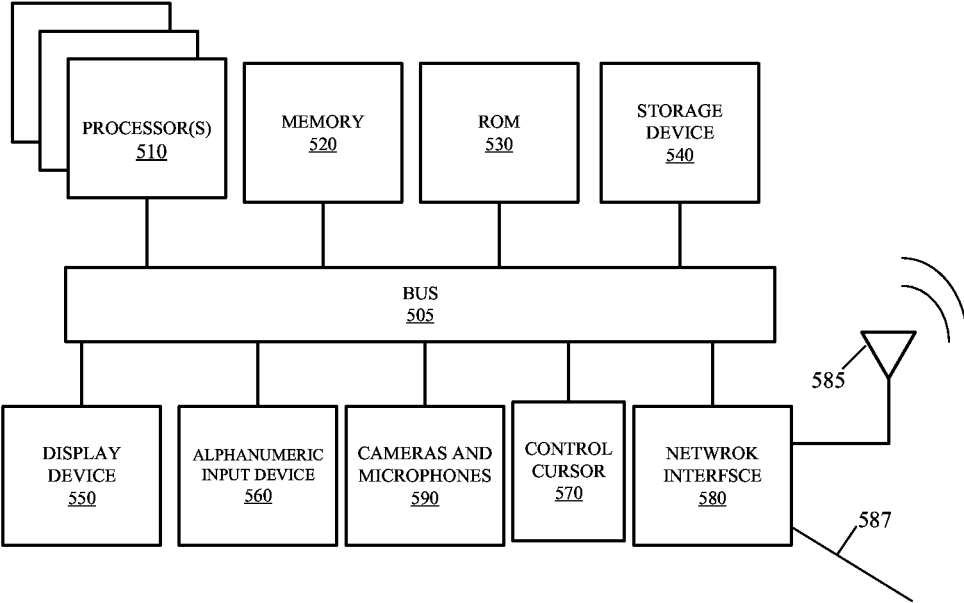 PROCESSOR(S)
510
MEMORY
520
ROM
530
STORAGE
DEVICE
540
BUS
505
585
DISPLAY
DEVICE
550
ALPHANUMERIC
INPUT DEVICE
560
CAMERAS AND
MICROPHONES
590
CONTROL
CURSOR
570
NETWROK
INTERFSCE
580
587